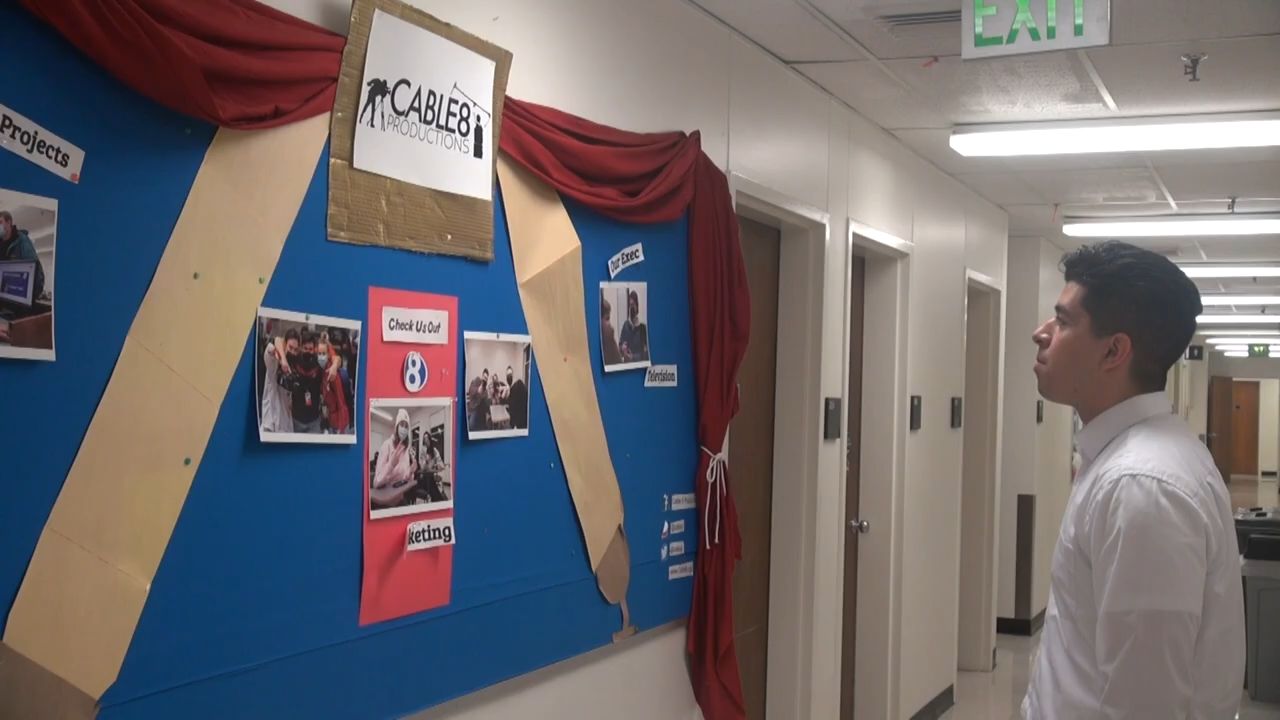 Projects
CABLE8
PRODUCTIONS
EXIT
Our Exec
Check Us Out
8
Television
keting